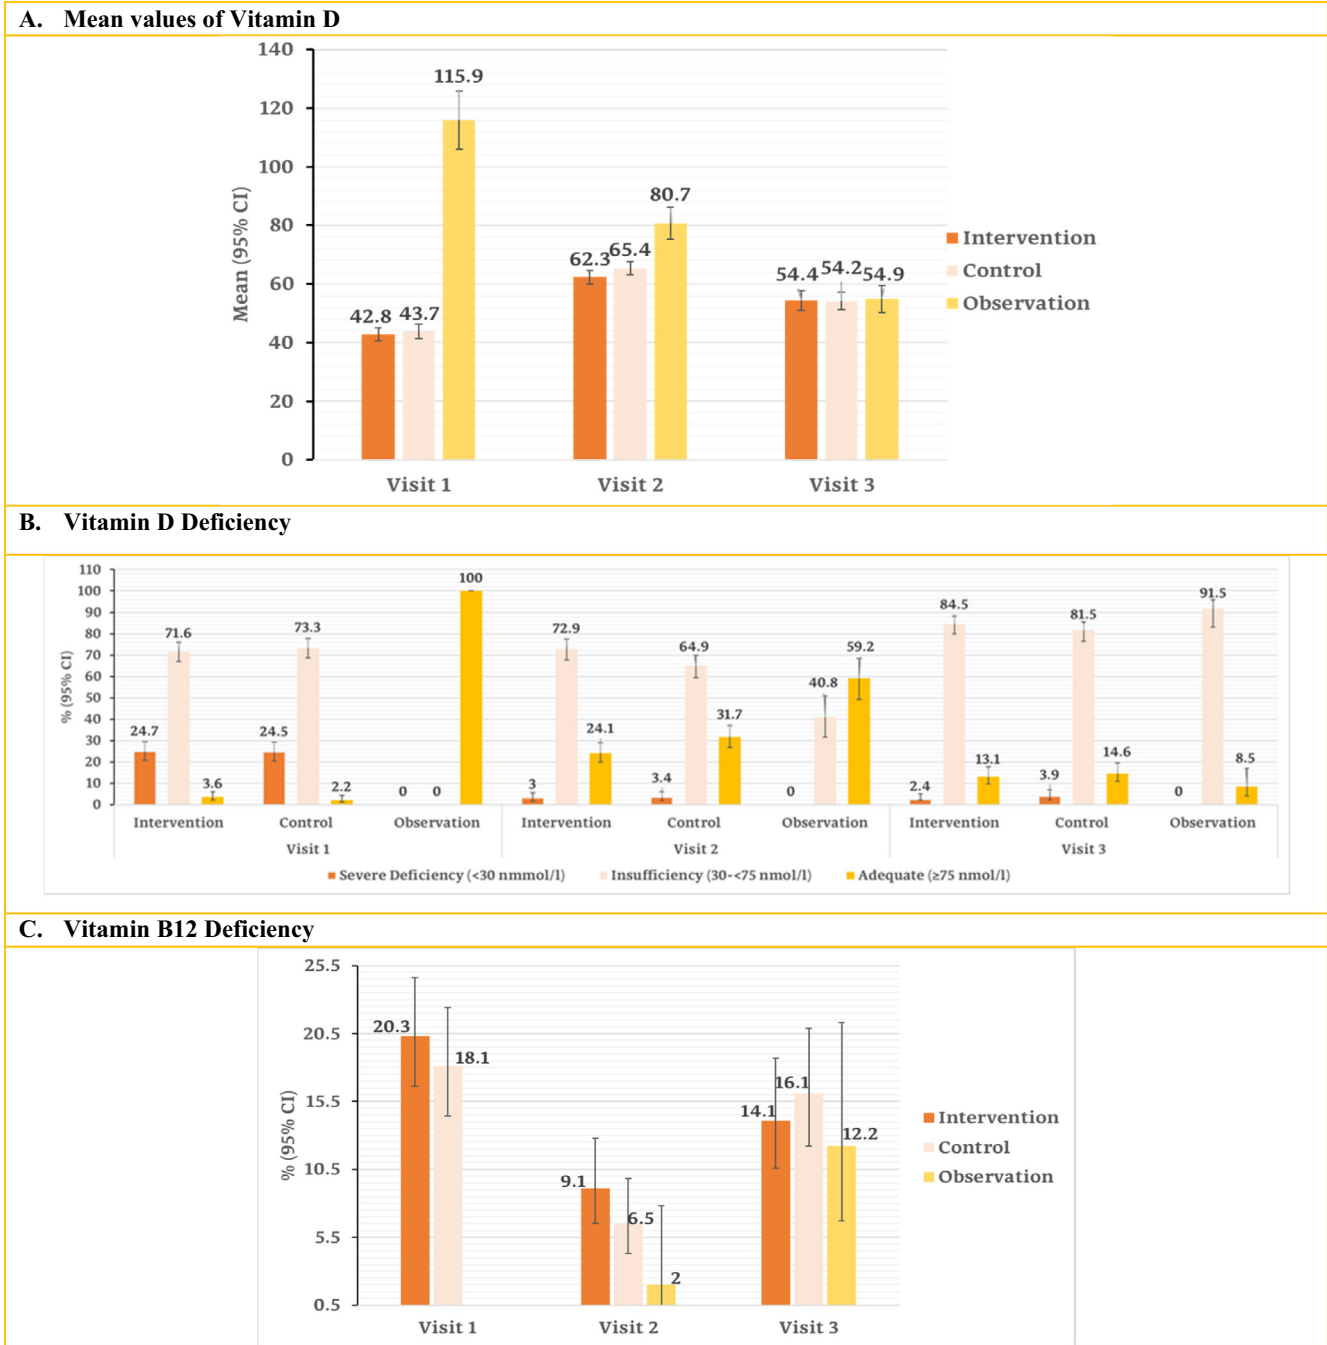 A. Mean values of Vitamin D
140
120
100
80
60
40
20
0
Mean (95% CI)
115.9
80.7
62.3
65.4
54.4
54.2
54.9
42.8
43.7
Intervention
Control
Observation
Visit 1
Visit 2
Visit 3
B. Vitamin D Deficiency
110
100
90
80
70
60
50
40
30
20
10
0
% (95% CI)
24.7
71.6
3.6
24.5
73.3
2.2
0
0
100
3
72.9
24.1
3.4
64.9
31.7
0
40.8
59.2
2.4
84.5
13.1
3.9
81.5
14.6
0
91.5
8.5
Intervention
Control
Observation
Intervention
Control
Observation
Intervention
Control
Observation
Visit 1
Visit 2
Visit 3
Severe Deficiency (<30 nmmol/l)
Insufficiency (30-<75 nmol/l)
Adequate (≥75 nmol/l)
C. Vitamin B12 Deficiency
25.5
20.5
15.5
10.5
5.5
0.5
% (95% CI)
20.3
18.1
9.1
6.5
2
14.1
16.1
12.2
Intervention
Control
Observation
Visit 1
Visit 2
Visit 3